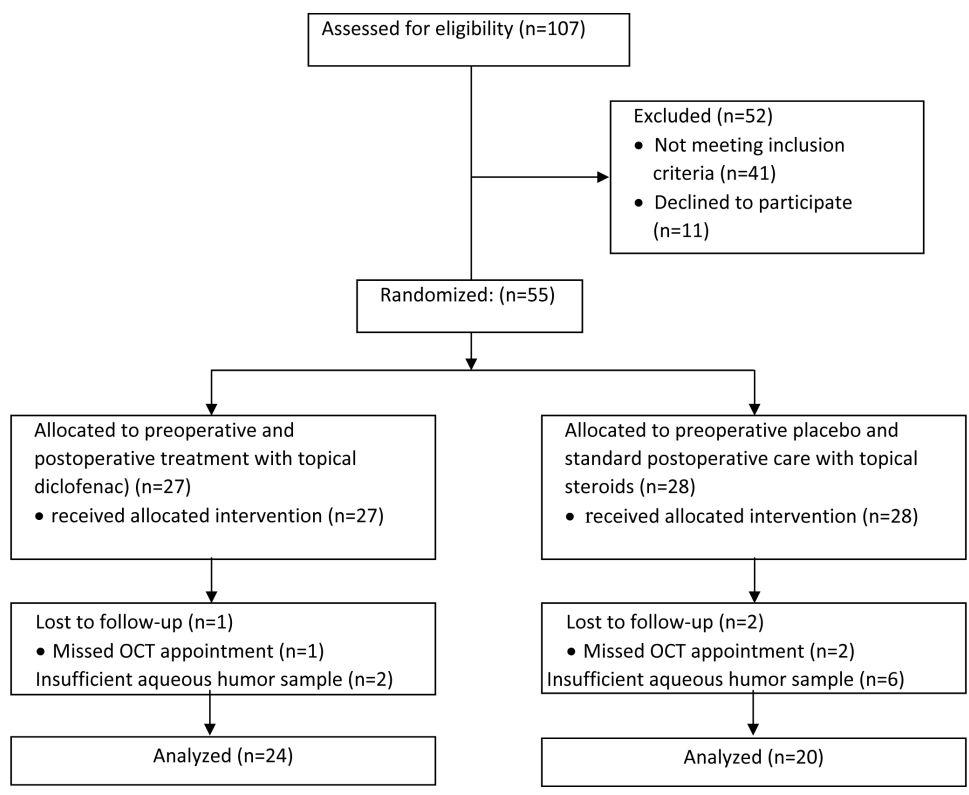 Assessed for eligibility (n=107)
Excluded (n=52)
• Not meeting inclusion
criteria (n=41)
• Declined to participate
(n=11)
Randomized: (n=55)
Allocated to preoperative and
postoperative treatment with topical
diclofenac) (n=27)
• received allocated intervention (n=27)
Allocated to preoperative placebo and
standard postoperative care with topical
steroids (n=28)
• received allocated intervention (n=28)
Lost to follow-up (n=1)
• Missed OCT appointment (n=1)
Insufficient aqueous humor sample (n=2)
Lost to follow-up (n=2)
• Missed OCT appointment (n=2)
Insufficient aqueous humor sample (n=6)
Analyzed (n=24)
Analyzed (n=20)